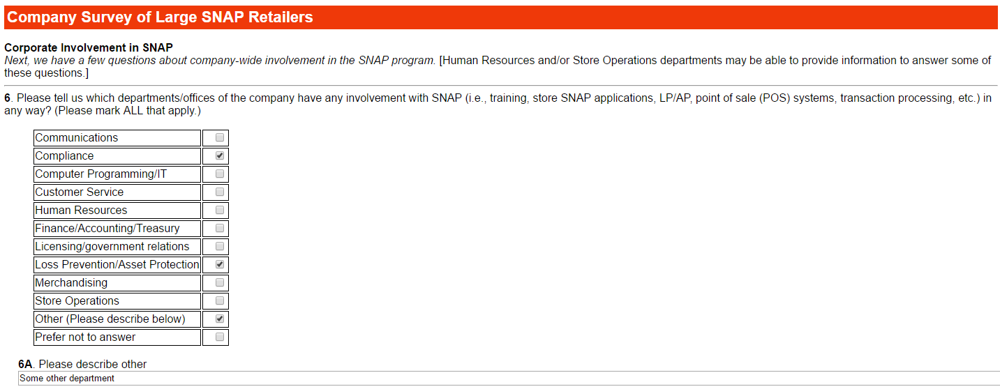 Company Survey of Large SNAP Retailers
Corporate Involvement in SNAP
Next, we have a few questions about company-wide involvement in the SNAP program. [Human Resources and/or Store Operations departments may be able to provide information to answer some of
these questions.]
6. Please tell us which departments/offices of the company have any involvement with SNAP (i.e., training, store SNAP applications, LP/AP, point of sale (POS) systems, transaction processing, etc.) in
any way? (Please mark ALL that apply.)
Communications
Compliance
Computer Programming/IT
Customer Service
Human Resources
Finance/Accounting/Treasury
Licensing/government relations
Loss Prevention/Asset Protection
Merchandising
Store Operations
Other (Please describe below)
Prefer not to answer
6A. Please describe other
Some other department